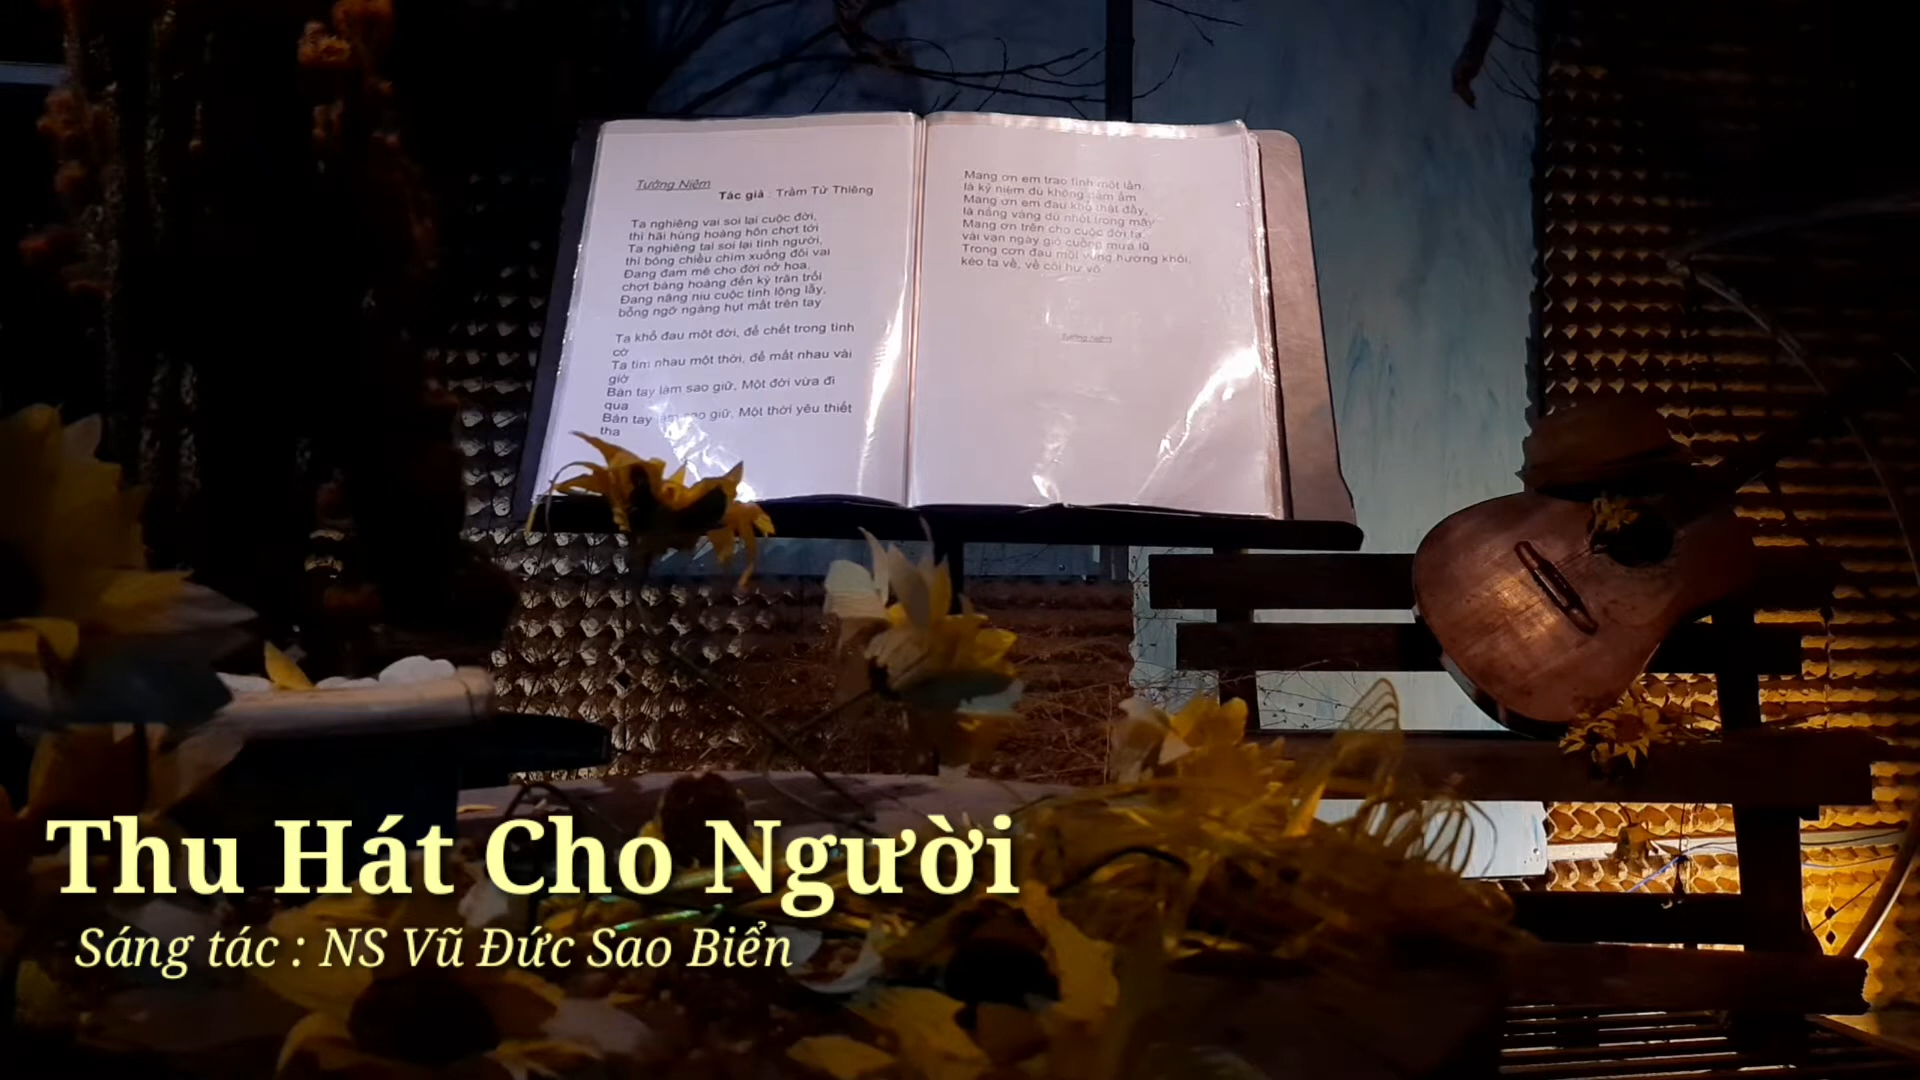 Tưởng Niệm
Tác giả : Trầm Tử Thiêng
Ta nghiêng vai soi lại cuộc đời,
thì hãi hùng hoàng hôn chợt tới
Ta nghiêng tai soi lại tình người,
thì bóng chiều chìm xuống đôi vai
Đang đam mê cho đời nở hoa,
chợt bàng hoàng đến kỳ trăn trối
Đang nâng niu cuộc tình lộng lẫy,
bỗng ngỡ ngàng hụt mất trên tay
Ta khổ đau một đời, để chết trong tình
cờ
Ta tìm nhau một thời, để mất nhau vài
giờ
Bàn tay làm sao giữ, Một đời vừa đi
qua
Bàn tay làm sao giữ, Một thời yêu thiết
tha
Mang ơn em trao tình một lần.
là kỷ niệm dù không đầm ấm
Mang ơn em đau khổ thật đầy,
là nắng vàng dù nhốt trong mây
Mang ơn trên cho cuộc đời ta.
vài vạn ngày gió cuồng mưa lũ
Trong cơn đau một vùng hương khói.
kéo ta về, về cõi hư vô
Tưởng Niệm
Thu Hát Cho Người
Sáng tác : NS Vũ Đức Sao Biển